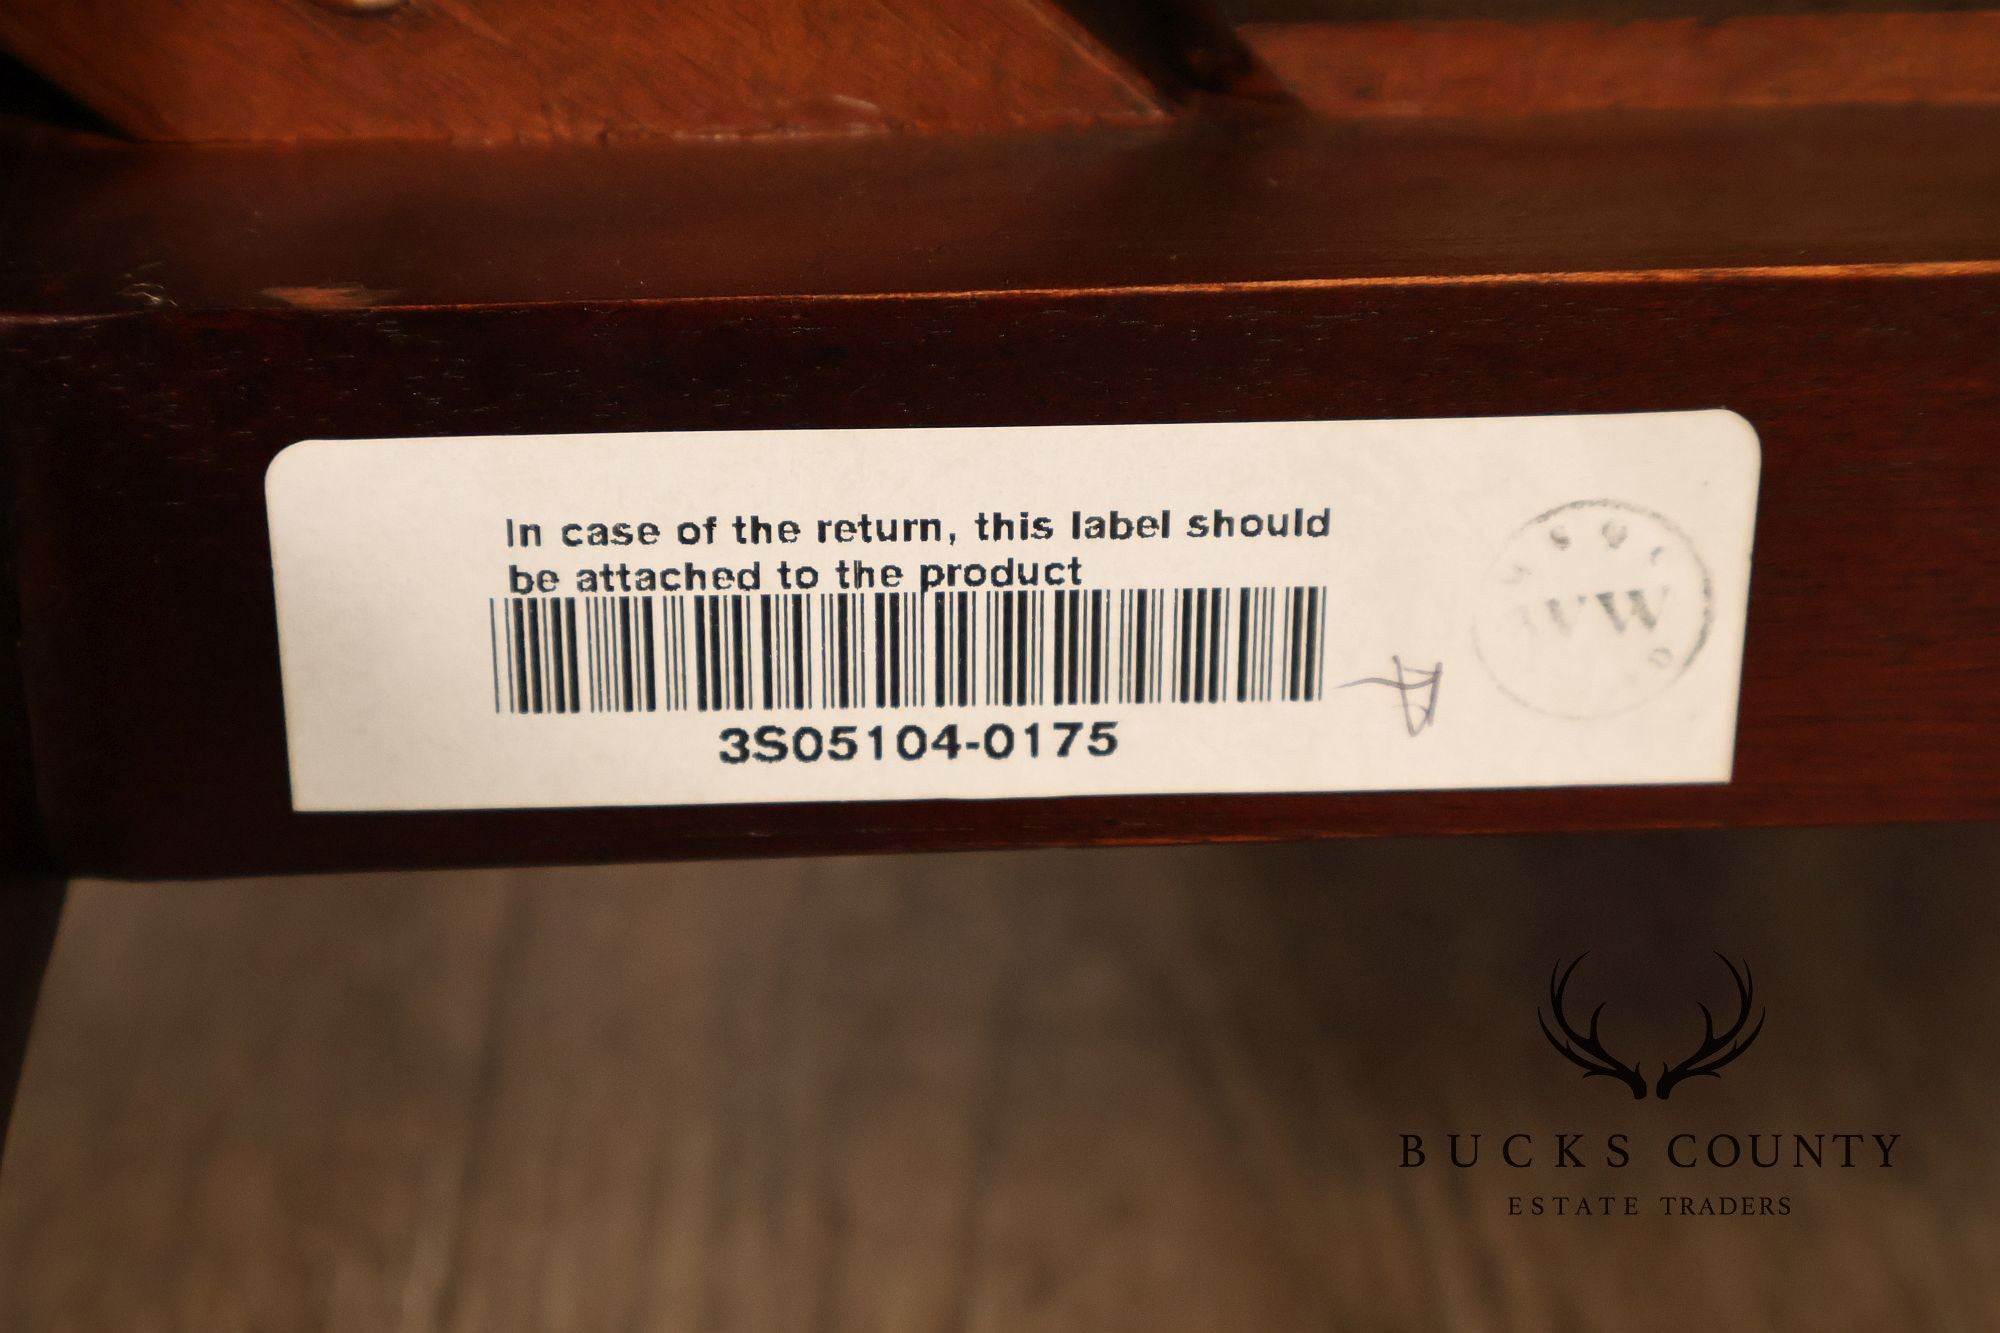 In case of the return, this label should
be attached to the product
3S05104-0175
BUCKS COUNTY
ESTATE TRADERS